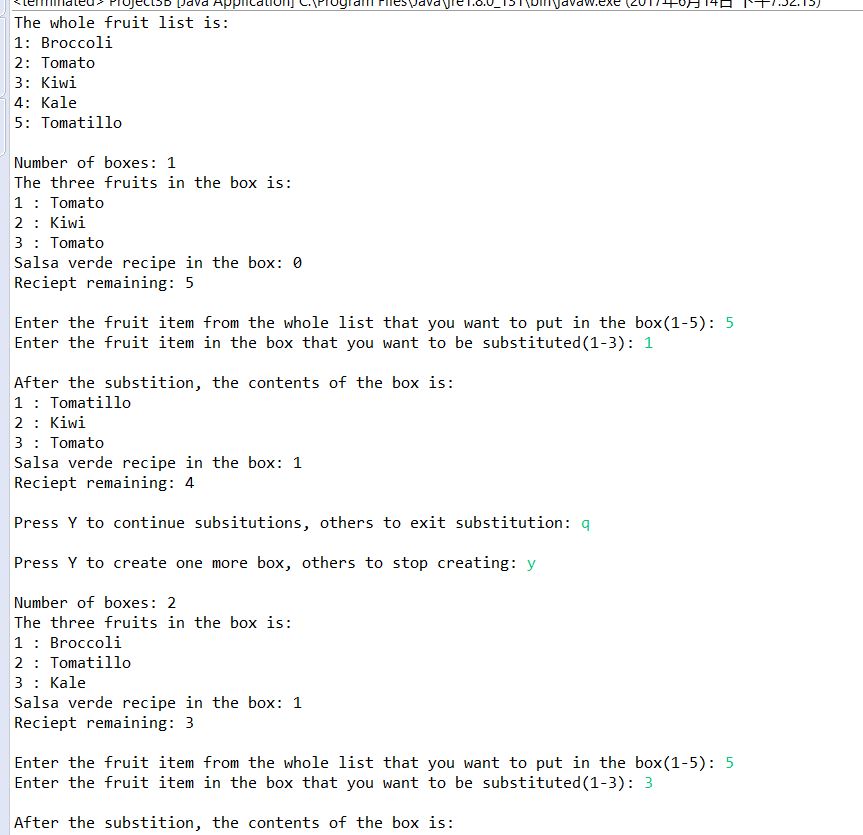 <terminated> Project3B [Java Application] C:\Program Files\Java\jre1.8.0_131\bin\javaw.exe (2017年6月14日 下午7:52:13)
The whole fruit list is:
1: Broccoli
2: Tomato
3: Kiwi
4: Kale
5: Tomatillo
Number of boxes: 1
The three fruits in the box is:
1 : Tomato
2 : Kiwi
3 : Tomato
Salsa verde recipe in the box: 0
Reciept remaining: 5
Enter the fruit item from the whole list that you want to put in the box(1-5): 5
Enter the fruit item in the box that you want to be substituted(1-3): 1
After the substition, the contents of the box is:
1 : Tomatillo
2 : Kiwi
3 : Tomato
Salsa verde recipe in the box: 1
Reciept remaining: 4
Press Y to continue subsitutions, others to exit substitution: q
Press Y to create one more box, others to stop creating: y
Number of boxes: 2
The three fruits in the box is:
1 : Broccoli
2 : Tomatillo
3 : Kale
Salsa verde recipe in the box: 1
Reciept remaining: 3
Enter the fruit item from the whole list that you want to put in the box(1-5): 5
Enter the fruit item in the box that you want to be substituted(1-3): 3
After the substition, the contents of the box is: